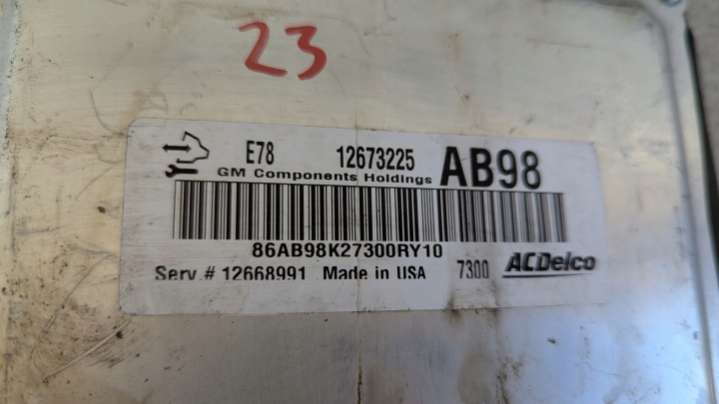 23
E78 12673225 AB98
GM Components Holdings
86AB98K27300RY10
Serv # 12668991 Made in USA 7300 ACDelco